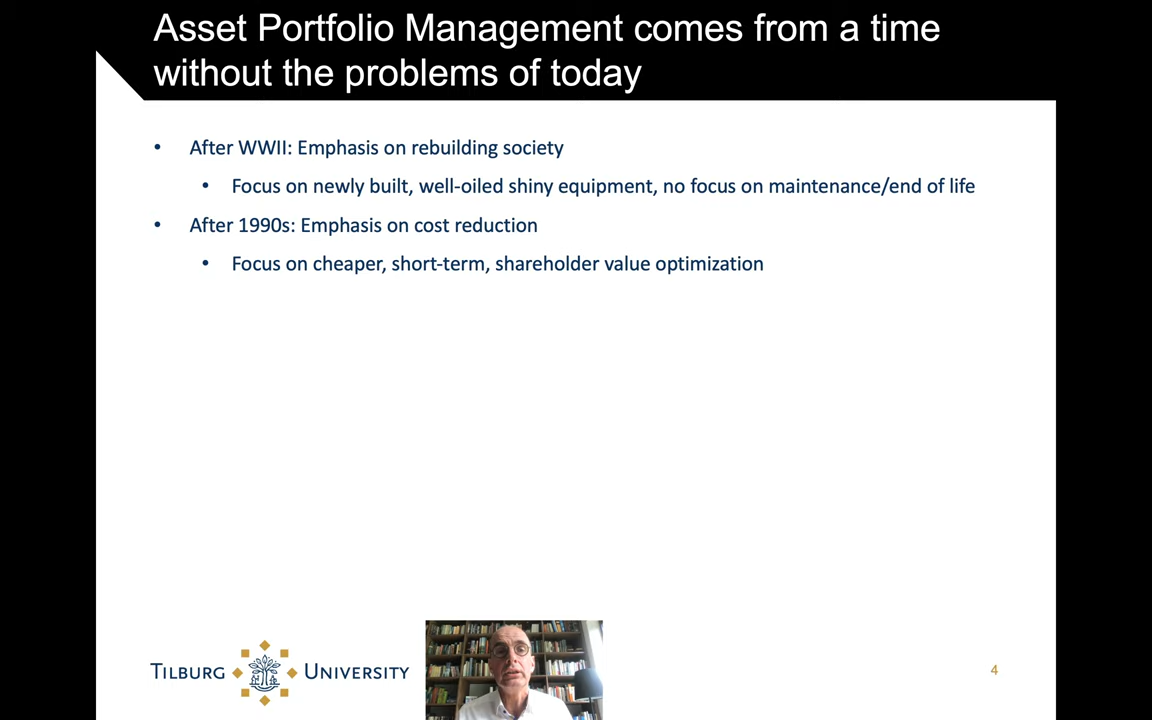 Asset Portfolio Management comes from a time
without the problems of today
• After WWII: Emphasis on rebuilding society
• Focus on newly built, well-oiled shiny equipment, no focus on maintenance/end of life
• After 1990s: Emphasis on cost reduction
• Focus on cheaper, short-term, shareholder value optimization
TILBURG UNIVERSITY
4